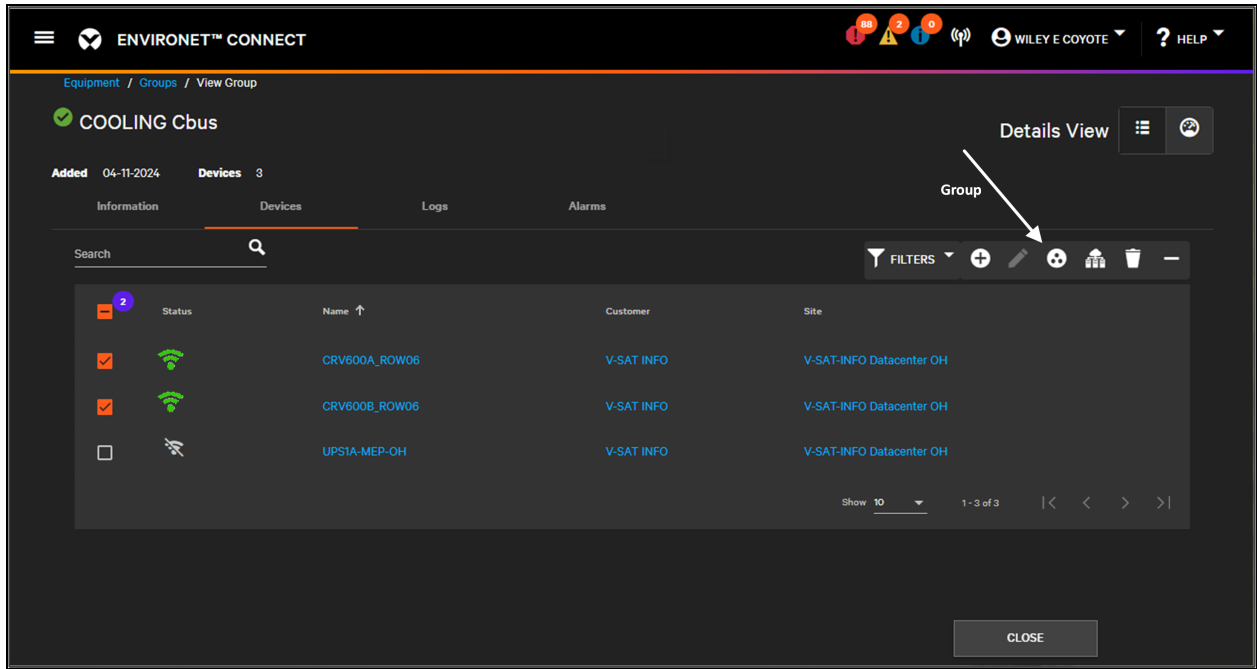 88 2 0
ENVIRONET™ CONNECT WILEY E COYOTE ? HELP
Equipment / Groups / View Group
COOLING Cbus
Details View
Added 04-11-2024 Devices 3
Group
Information Devices Logs Alarms
Search
FILTERS
2
Status Name Customer Site
CRV600A_ROW06 V-SAT INFO V-SAT-INFO Datacenter OH
CRV600B_ROW06 V-SAT INFO V-SAT-INFO Datacenter OH
UPS1A-MEP-OH V-SAT INFO V-SAT-INFO Datacenter OH
Show 10 1 - 3 of 3
CLOSE